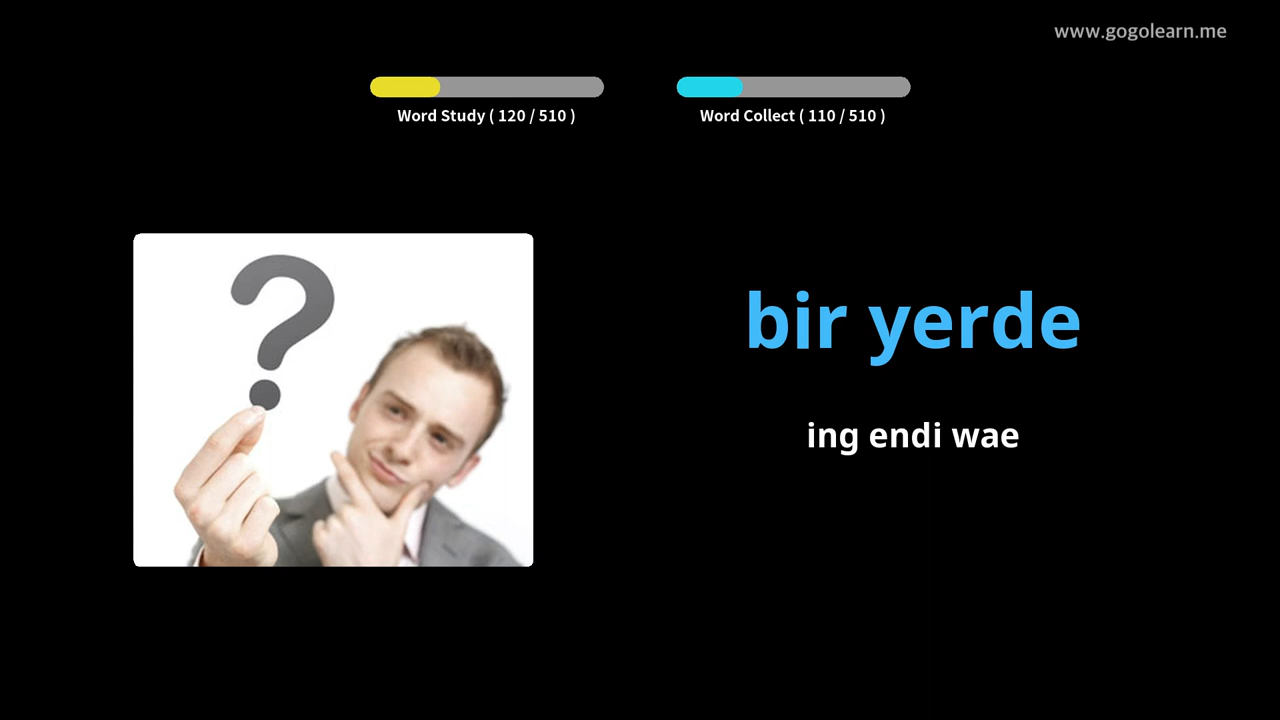 www.gogolearn.me
Word Study ( 120 / 510 )
Word Collect ( 110 / 510 )
?
bir yerde
ing endi wae